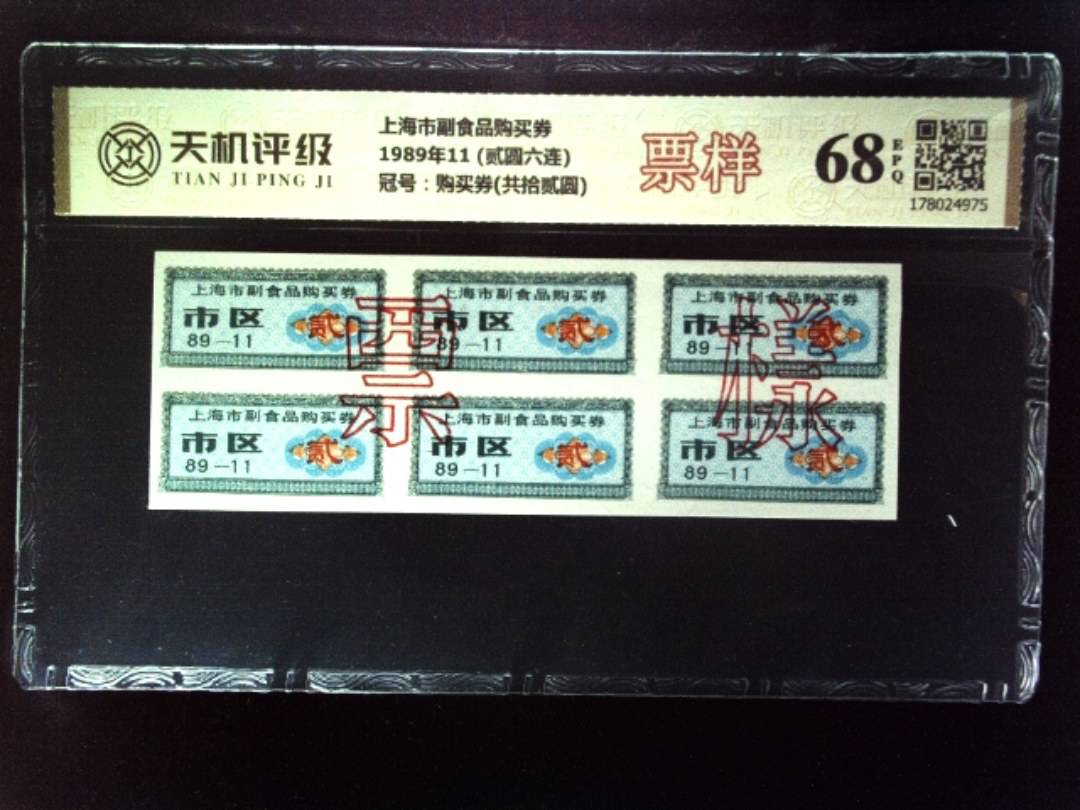 天机评级
TIAN JI PING JI
上海市副食品购买券
1989年11 (贰圆六连)
冠号：购买券(共拾贰圆)
票样
68
EPQ
178024975
上海市副食品购买券
市区
89—11
贰
上海市副食品购买券
市区
89—11
贰
上海市副食品购买券
市区
89—11
贰
上海市副食品购买券
市区
89—11
贰
上海市副食品购买券
市区
89—11
贰
上海市副食品购买券
市区
89—11
贰
票樣